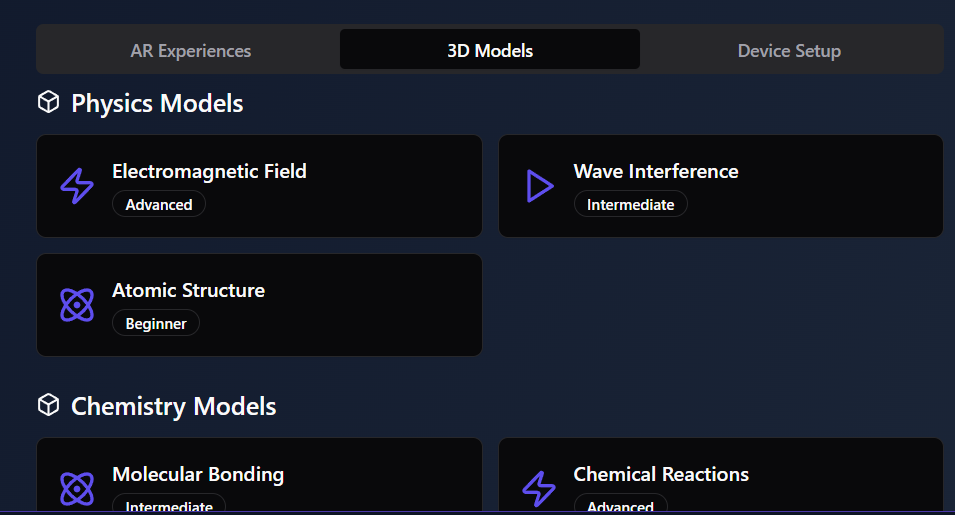 AR Experiences
3D Models
Device Setup
Physics Models
Electromagnetic Field
Advanced
Wave Interference
Intermediate
Atomic Structure
Beginner
Chemistry Models
Molecular Bonding
Intermediate
Chemical Reactions
Advanced